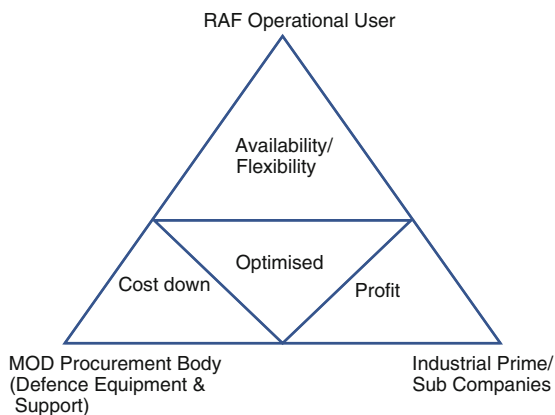 RAF Operational User
Availability/
Flexibility
Optimised
Cost down
Profit
MOD Procurement Body
(Defence Equipment &
Support)
Industrial Prime/
Sub Companies